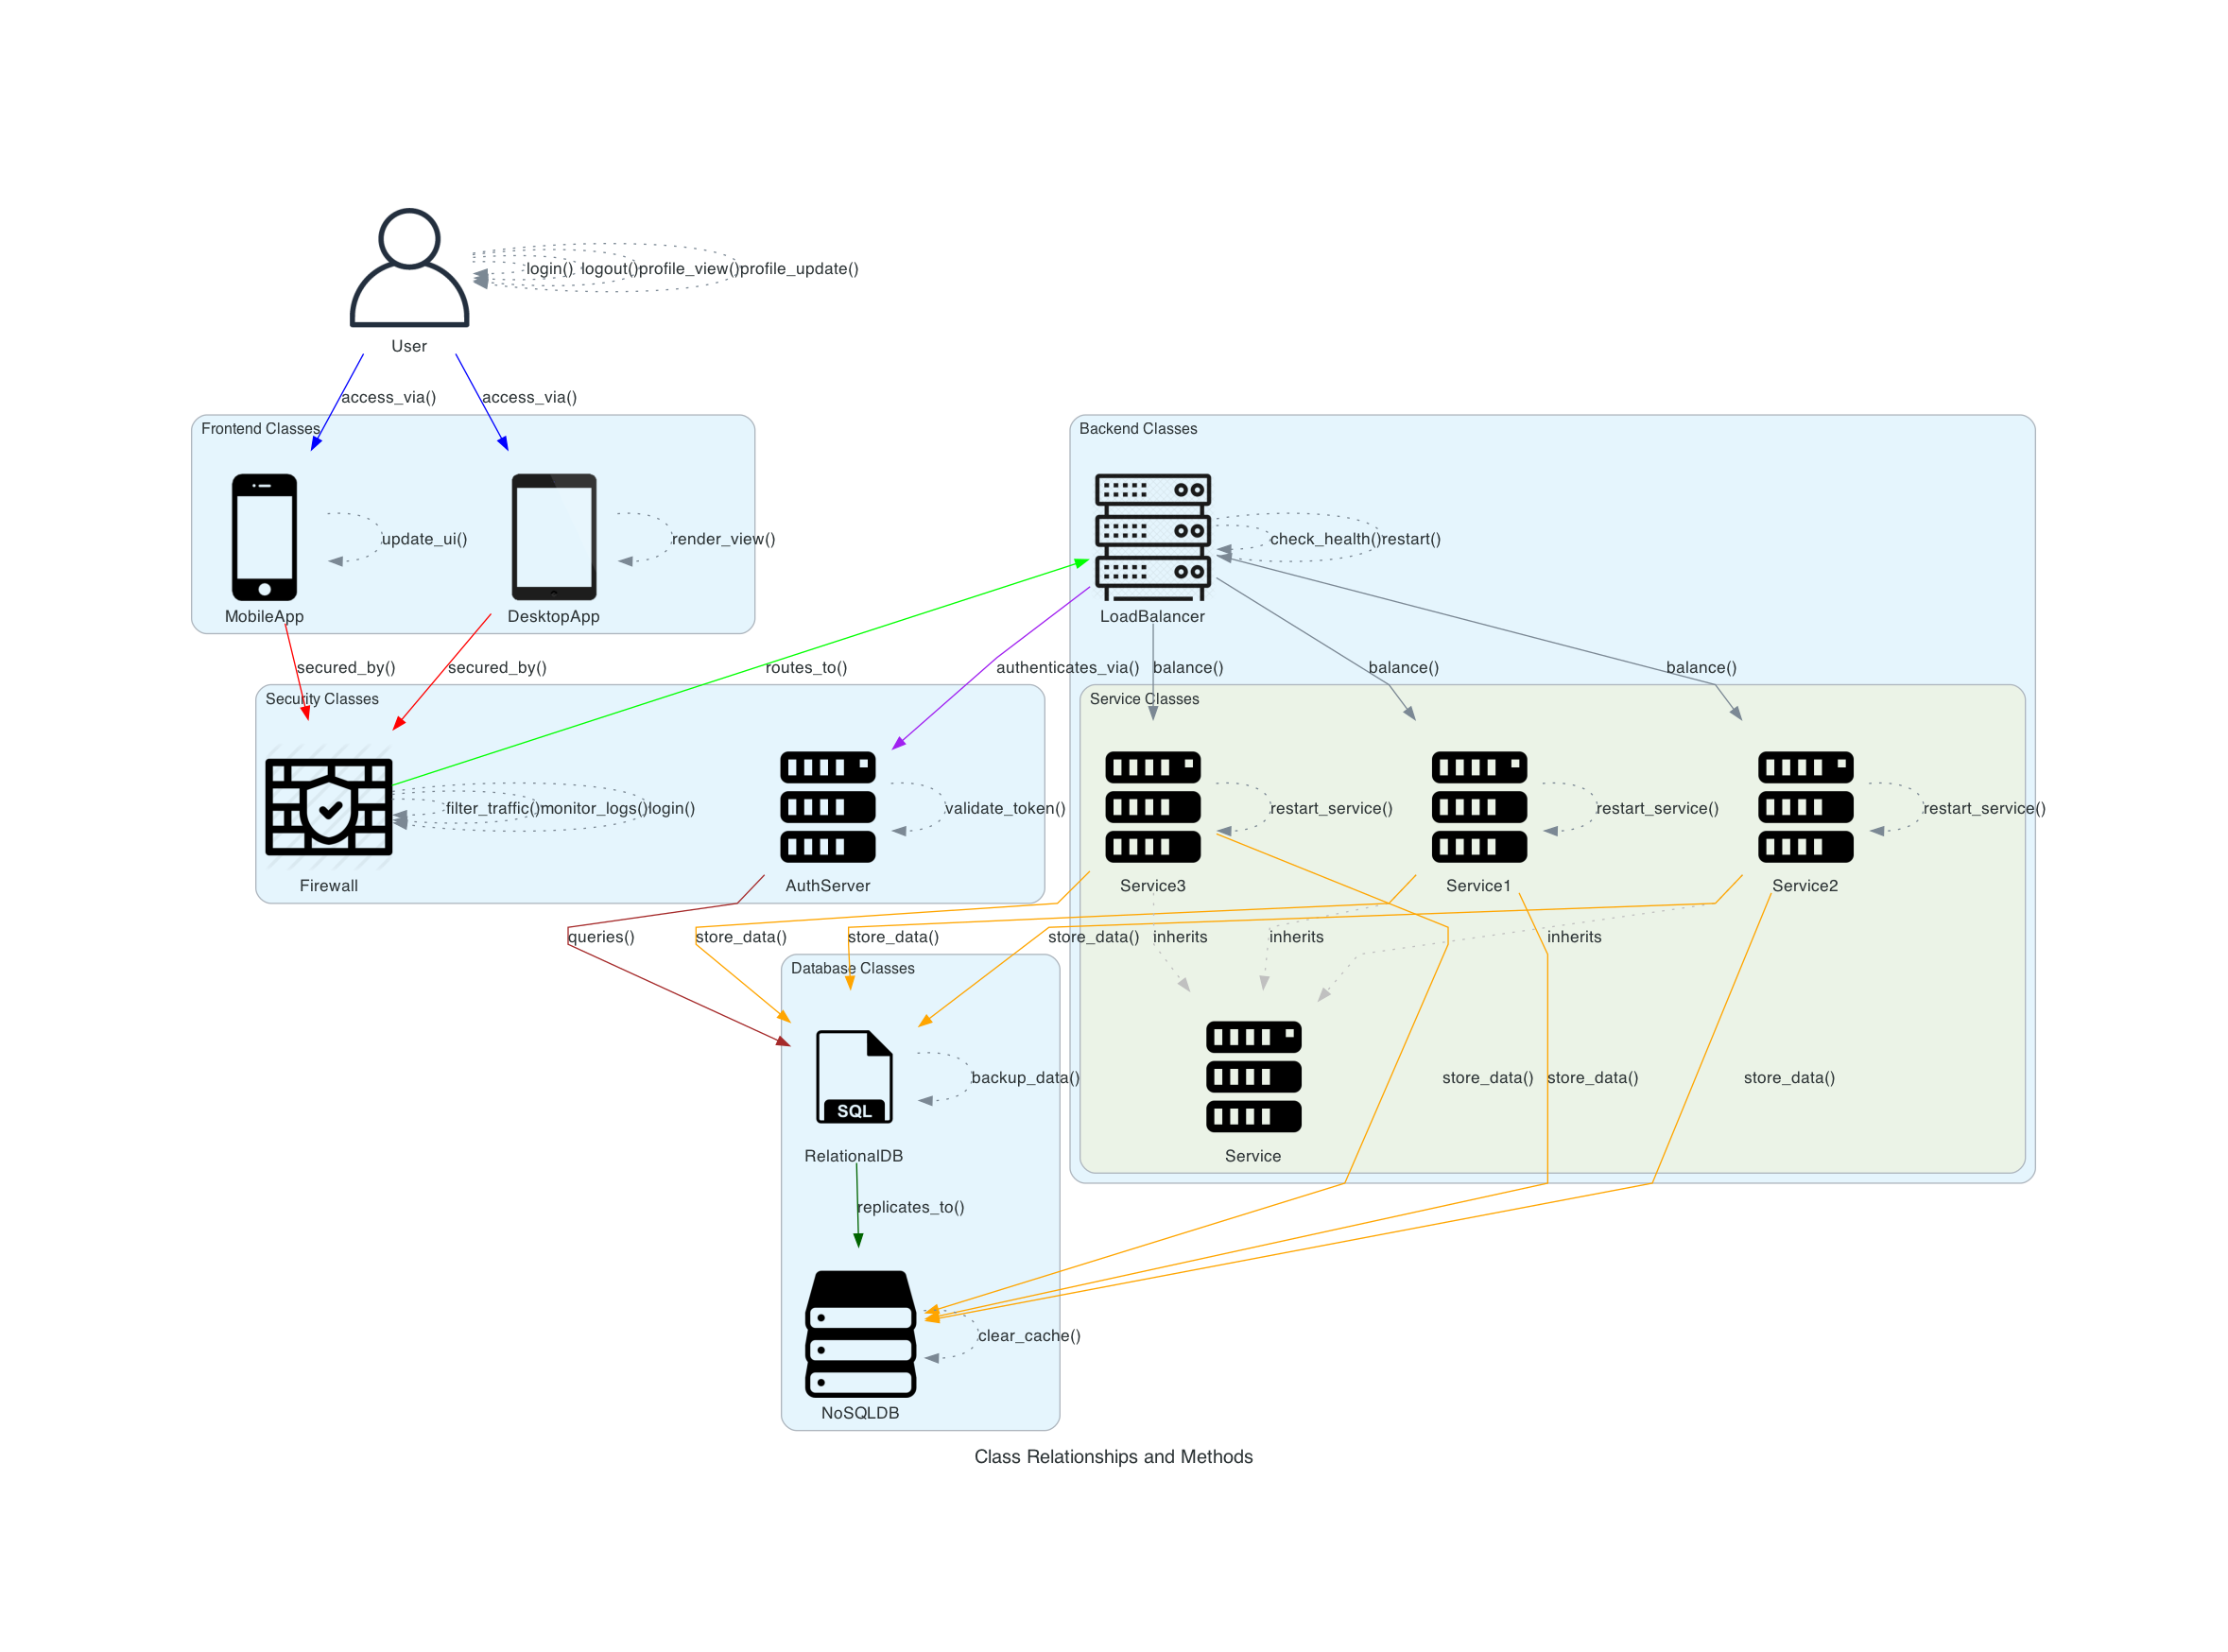 login() logout()profile_view()profile_update()
User
access_via() access_via()
Frontend Classes
Backend Classes
update_ui() render_view() check_health()restart()
MobileApp DesktopApp LoadBalancer
secured_by() secured_by() routes_to() authenticates_via() balance() balance() balance()
Security Classes
Service Classes
filter_traffic()monitor_logs()login() validate_token() restart_service() restart_service() restart_service()
Firewall AuthServer Service3 Service1 Service2
queries() store_data() store_data() store_data() inherits inherits inherits
Database Classes
SQL
backup_data() store_data() store_data() store_data()
RelationalDB Service
replicates_to()
clear_cache()
NoSQLDB
Class Relationships and Methods